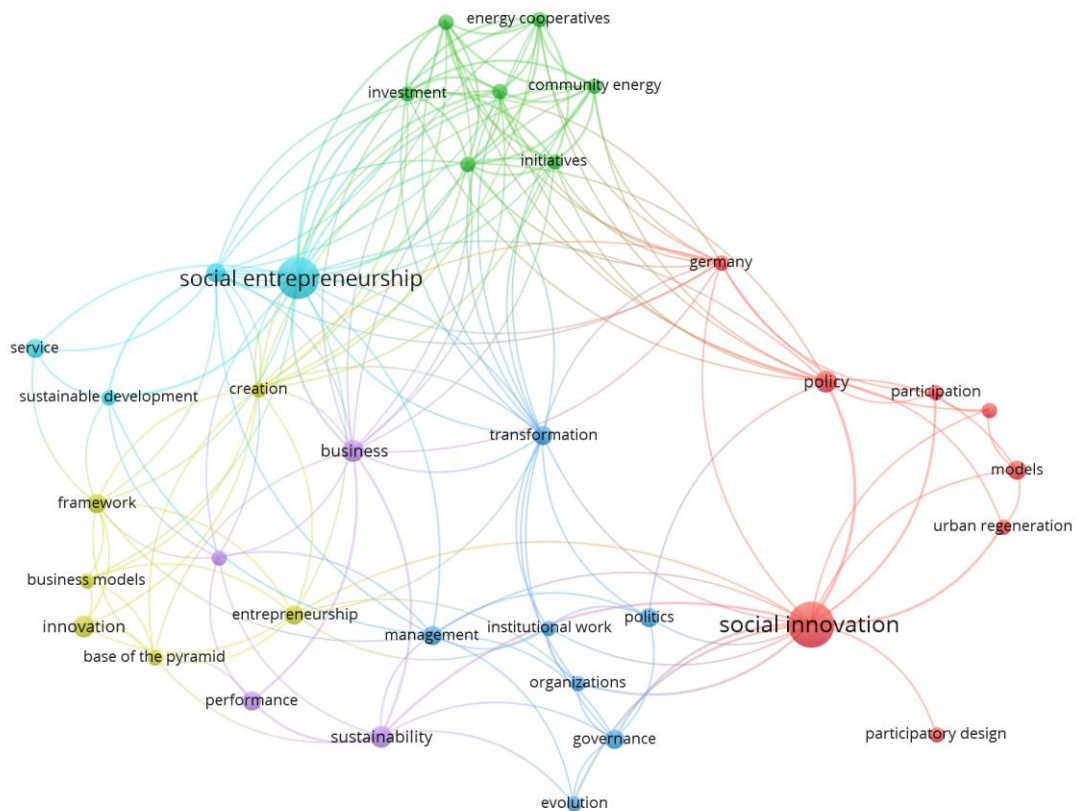 energy cooperatives
investment
community energy
initiatives
germany
social entrepreneurship
service
sustainable development
creation
policy
participation
transformation
business
models
framework
urban regeneration
business models
entrepreneurship
innovation
management
institutional work
politics
social innovation
base of the pyramid
organizations
performance
sustainability
governance
participatory design
evolution